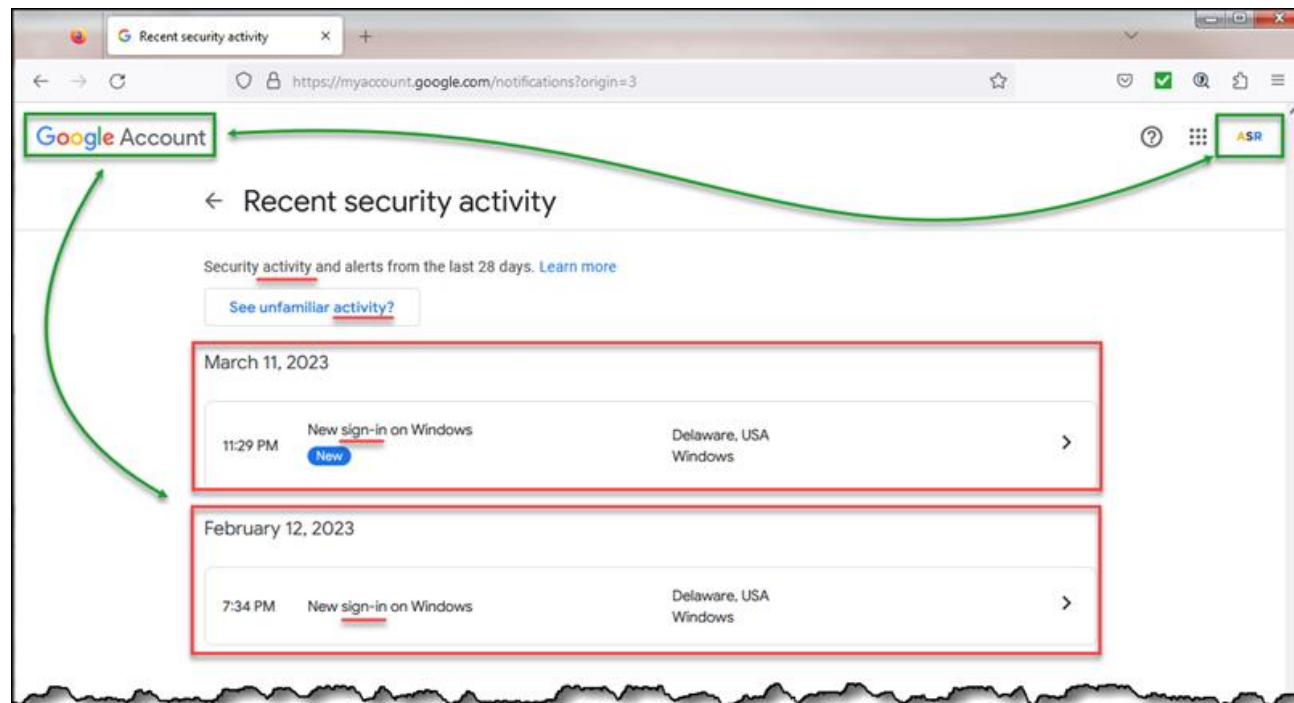 Recent security activity
https://myaccount.google.com/notifications?origin=3
Google Account
ASR
Recent security activity
Security activity and alerts from the last 28 days. Learn more
See unfamiliar activity?
March 11, 2023
11:29 PM
New sign-in on Windows
New
Delaware, USA
Windows
February 12, 2023
7:34 PM
New sign-in on Windows
Delaware, USA
Windows